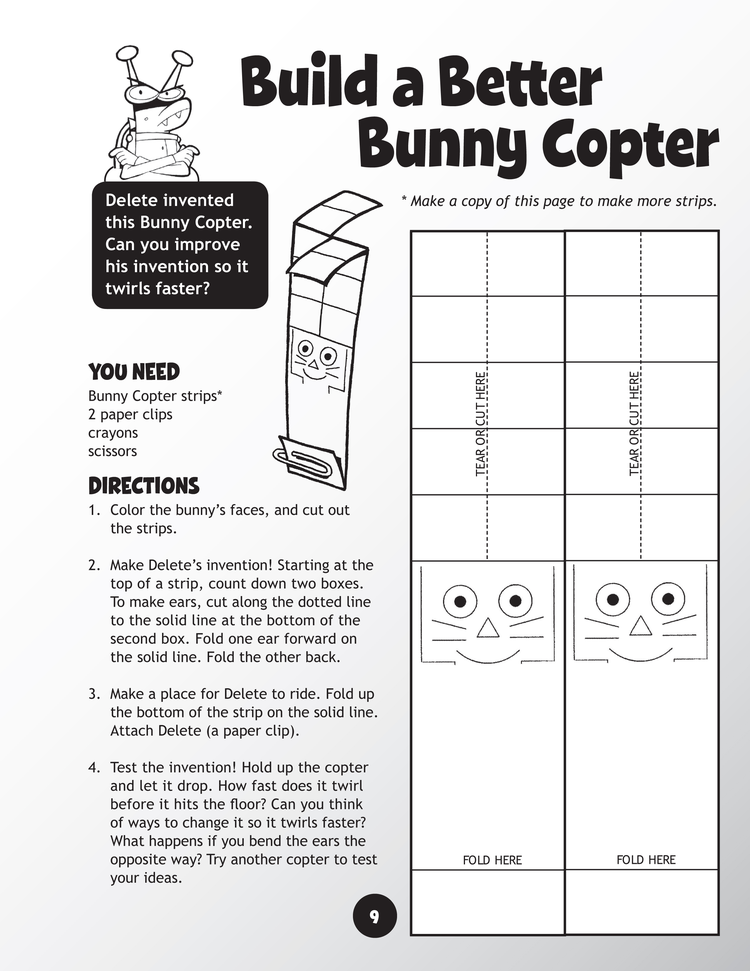 Build a Better
Bunny Copter
Delete invented
this Bunny Copter.
Can you improve
his invention so it
twirls faster?
* Make a copy of this page to make more strips.
YOU NEED
Bunny Copter strips*
2 paper clips
crayons
scissors
DIRECTIONS
1. Color the bunny's faces, and cut out
the strips.
2. Make Delete's invention! Starting at the
top of a strip, count down two boxes.
To make ears, cut along the dotted line
to the solid line at the bottom of the
second box. Fold one ear forward on
the solid line. Fold the other back.
3. Make a place for Delete to ride. Fold up
the bottom of the strip on the solid line.
Attach Delete (a paper clip).
4. Test the invention! Hold up the copter
and let it drop. How fast does it twirl
before it hits the floor? Can you think
of ways to change it so it twirls faster?
What happens if you bend the ears the
opposite way? Try another copter to test
your ideas.
TEAR OR CUT HERE
TEAR OR CUT HERE
FOLD HERE
FOLD HERE
9